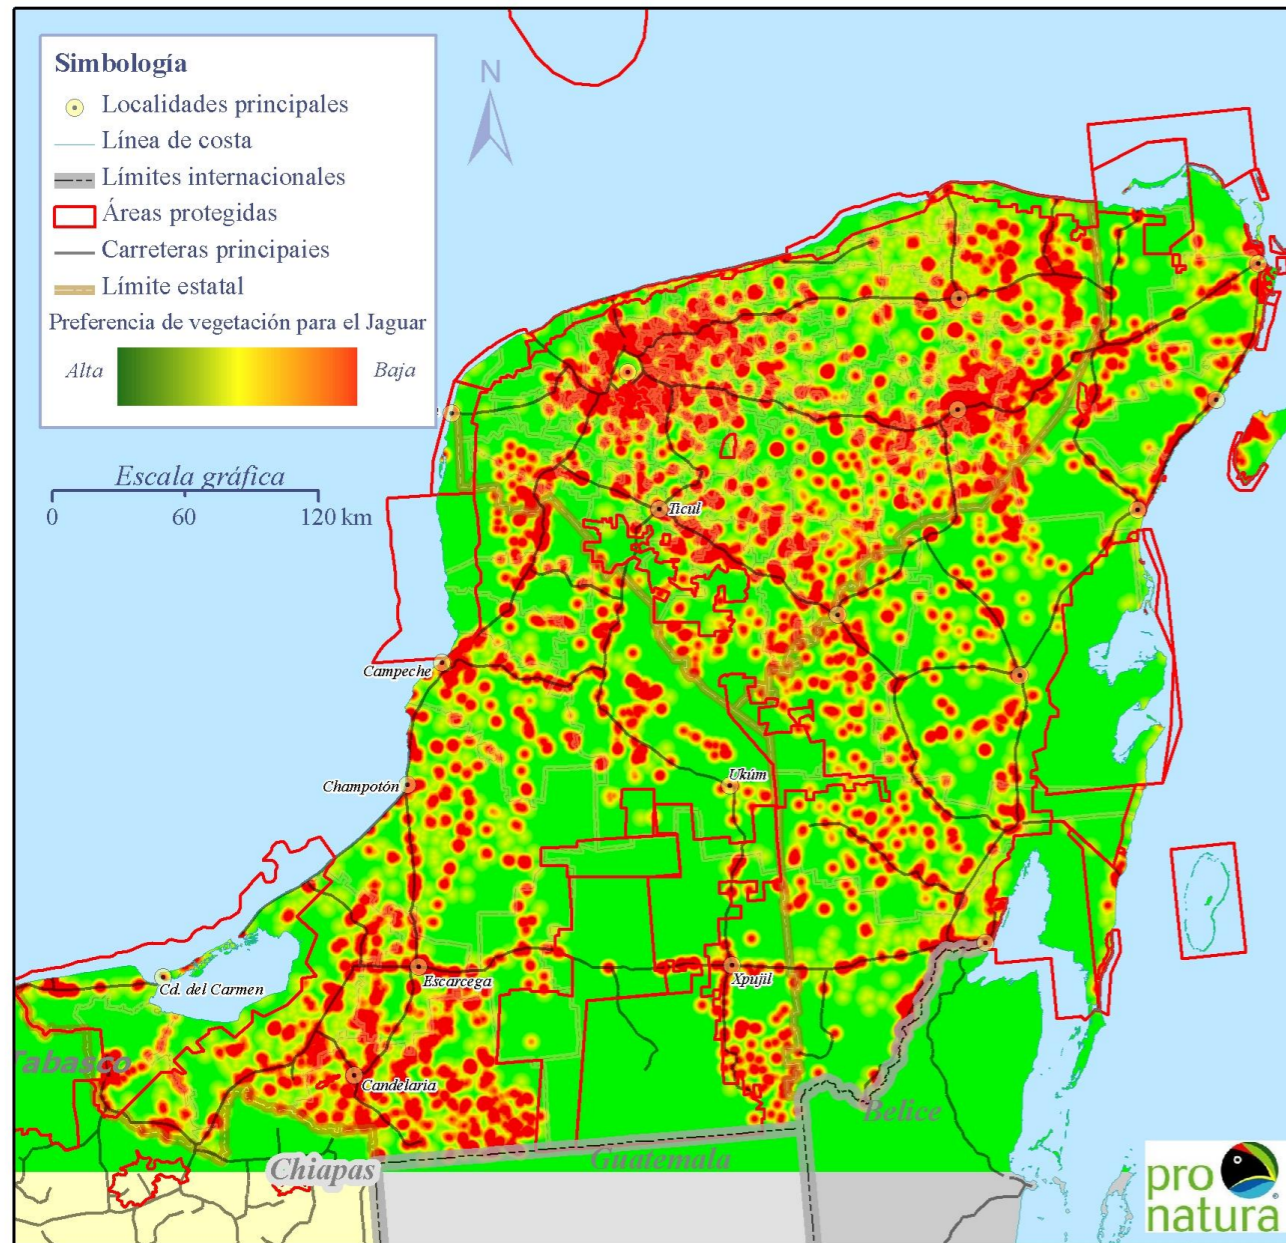 Simbología
Localidades principales
Línea de costa
Límites internacionales
Áreas protegidas
Carreteras principaies
Límite estatal
Preferencia de vegetación para el Jaguar
Alta
Baja
Escala gráfica
0 60 120 km
N
Ticul
Campeche
Champotón
Ukúm
Cd. del Carmen
Escarcega
Xpujil
Candelaria
Tabasco
Belice
Chiapas
Guatemala
pro
natura